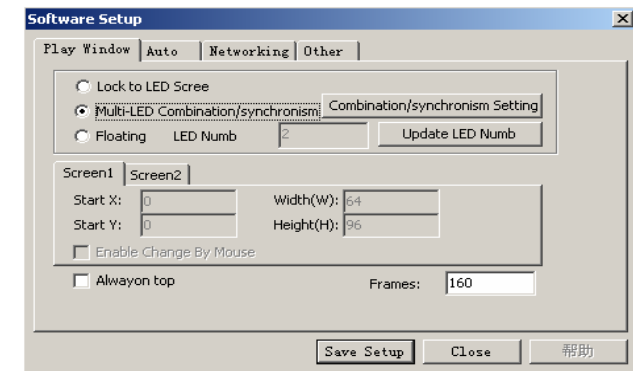 Software Setup
Play Window Auto Networking Other
Lock to LED Scree
Multi-LED Combination/synchronism Combination/synchronism Setting
Floating LED Numb 2 Update LED Numb
Screen1 Screen2
Start X: 0 Width(W): 64
Start Y: 0 Height(H): 96
Enable Change By Mouse
Alwayon top Frames: 160
Save Setup Close 帮助